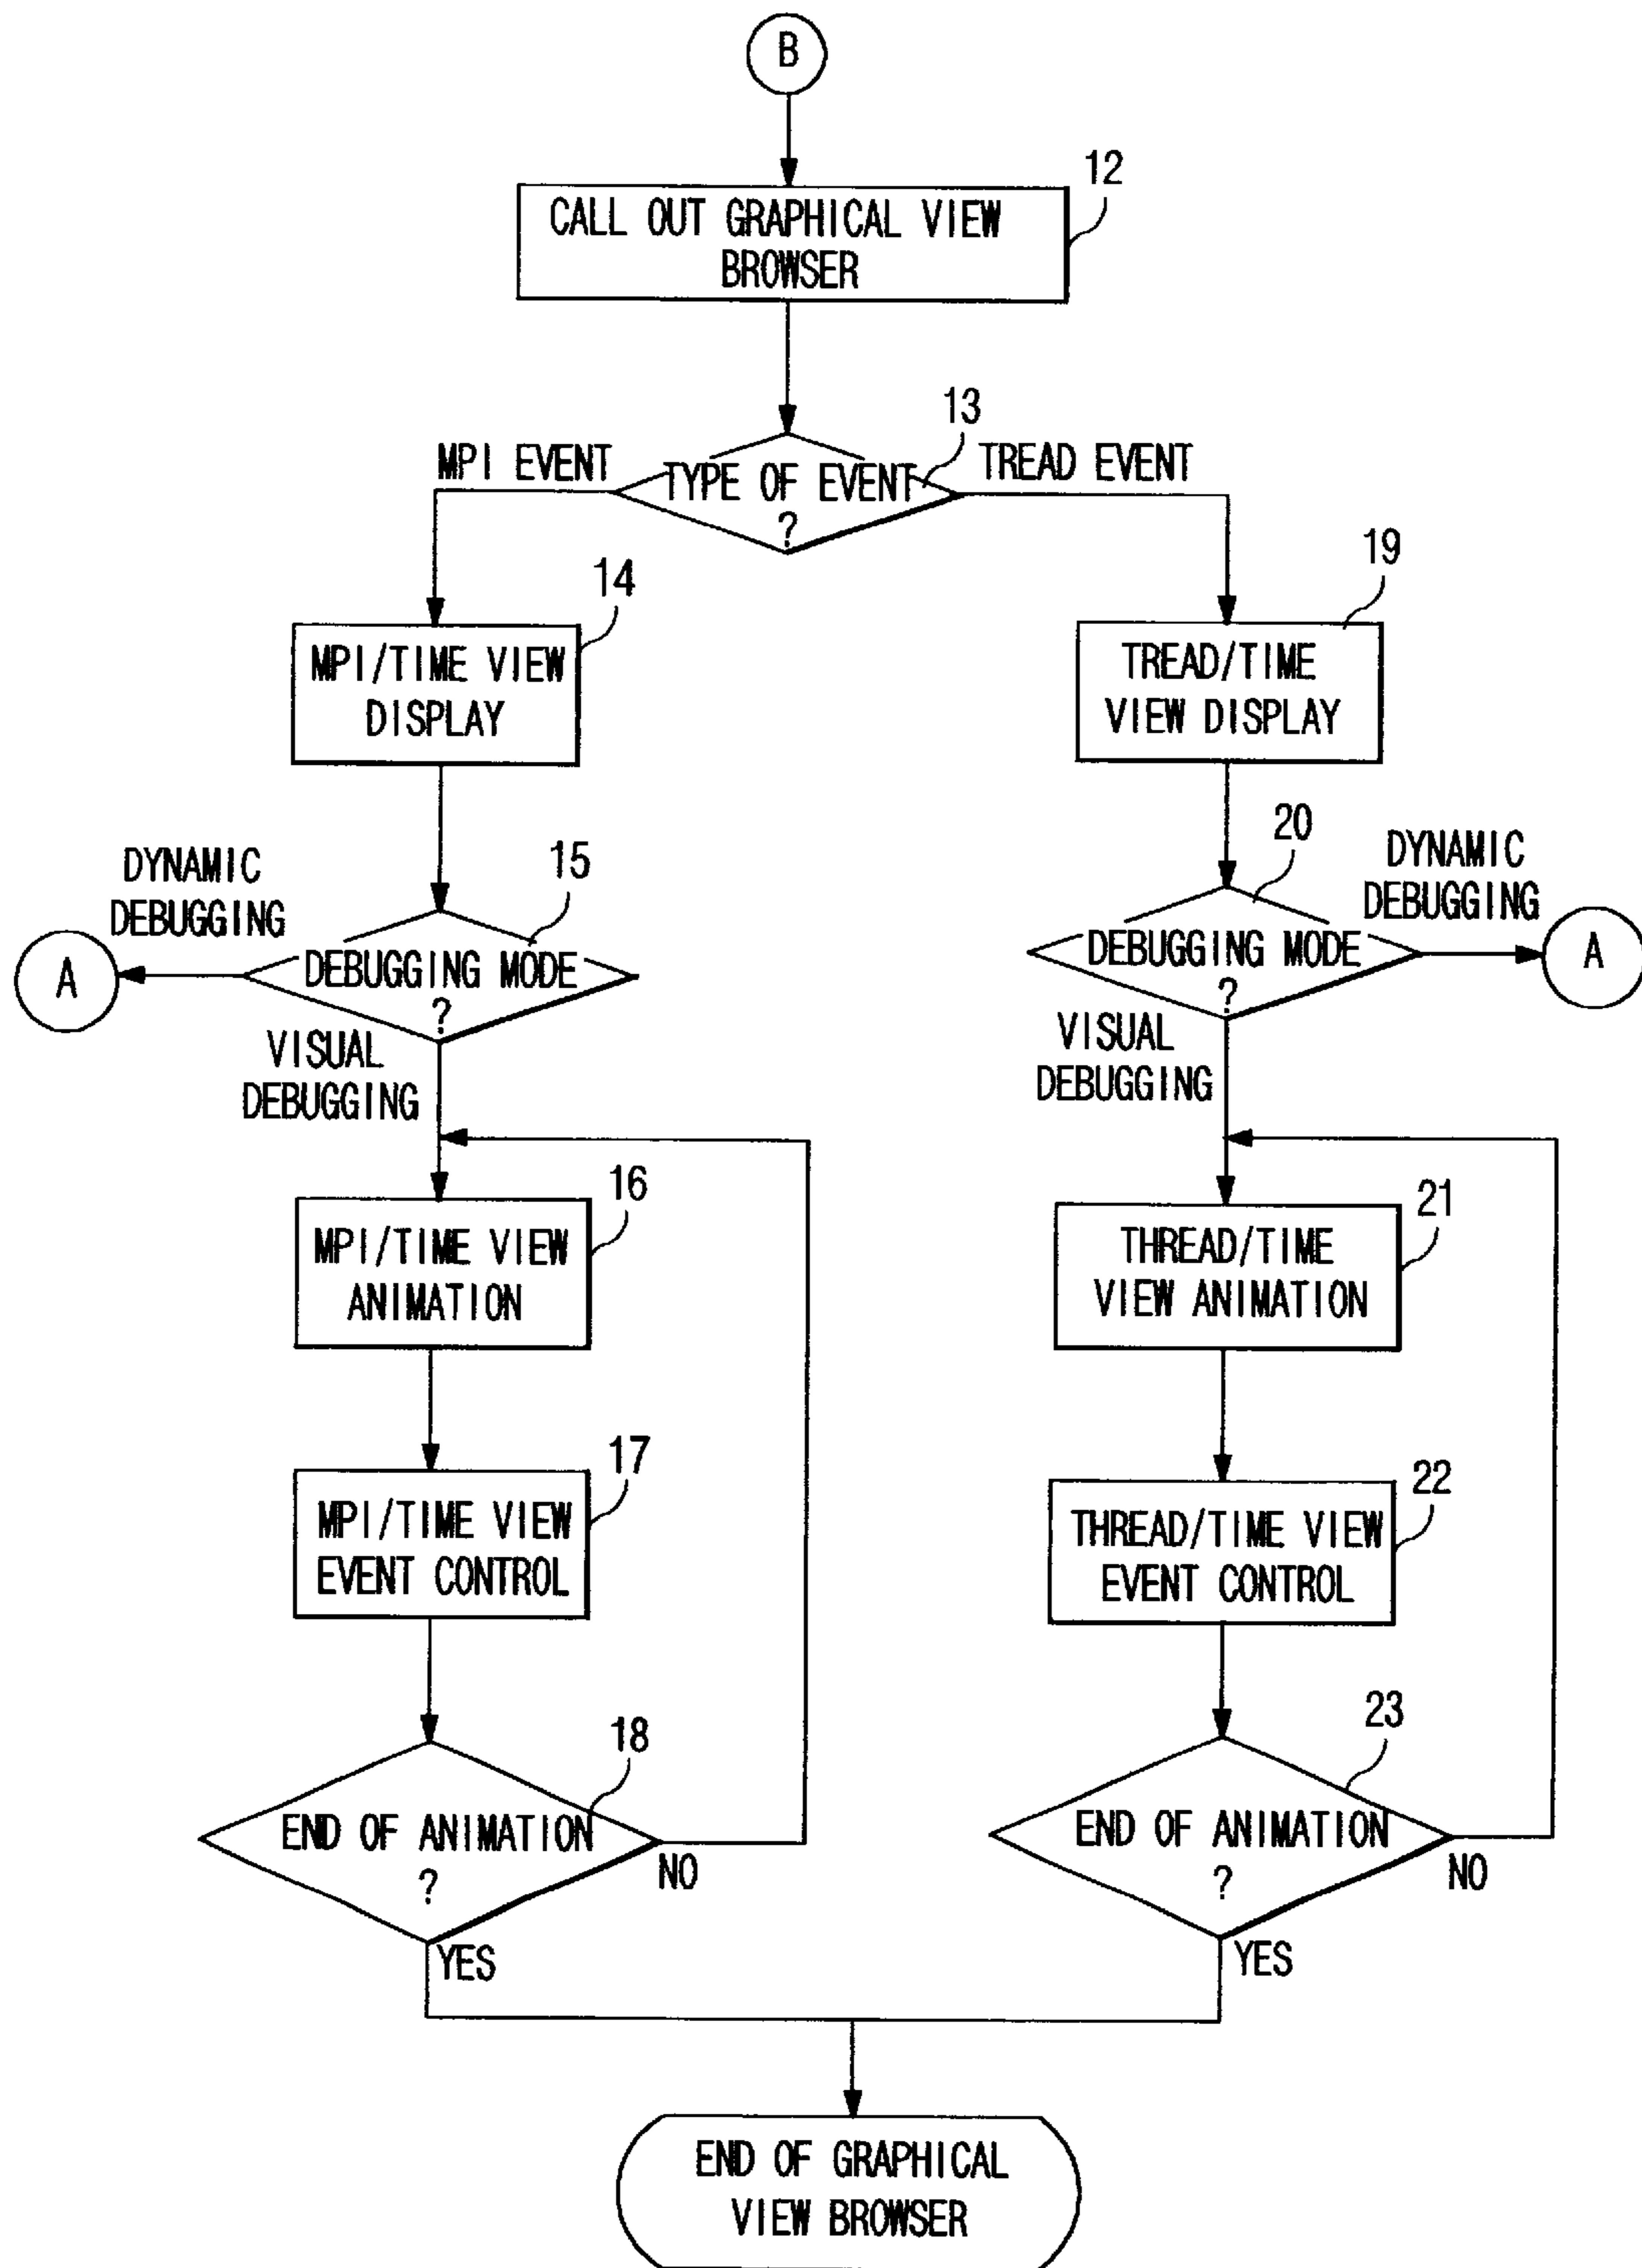 B
12
CALL OUT GRAPHICAL VIEW
BROWSER
13
MPI EVENT
TYPE OF EVENT
?
TREAD EVENT
14
MPI/TIME VIEW
DISPLAY
19
TREAD/TIME
VIEW DISPLAY
DYNAMIC
DEBUGGING
15
A
DEBUGGING MODE
?
VISUAL
DEBUGGING
20
DYNAMIC
DEBUGGING
DEBUGGING MODE
?
A
VISUAL
DEBUGGING
16
MPI/TIME VIEW
ANIMATION
21
THREAD/TIME
VIEW ANIMATION
17
MPI/TIME VIEW
EVENT CONTROL
22
THREAD/TIME VIEW
EVENT CONTROL
18
END OF ANIMATION
?
NO
YES
23
END OF ANIMATION
?
NO
YES
END OF GRAPHICAL
VIEW BROWSER